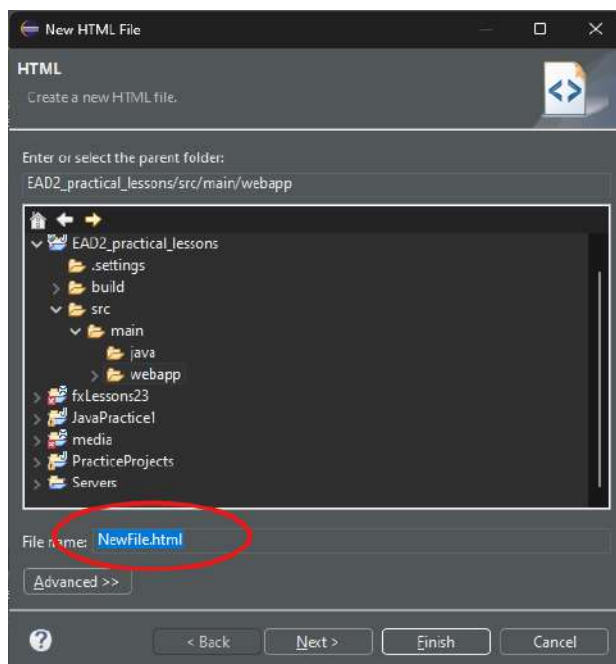 New HTML File
HTML
Create a new HTML file.
Enter or select the parent folder:
EAD2_practical_lessons/src/main/webapp
EAD2_practical_lessons
.settings
build
src
main
java
webapp
fxLessons23
JavaPractice1
media
PracticeProjects
Servers
File name: NewFile.html
Advanced >>
< Back Next > Finish Cancel